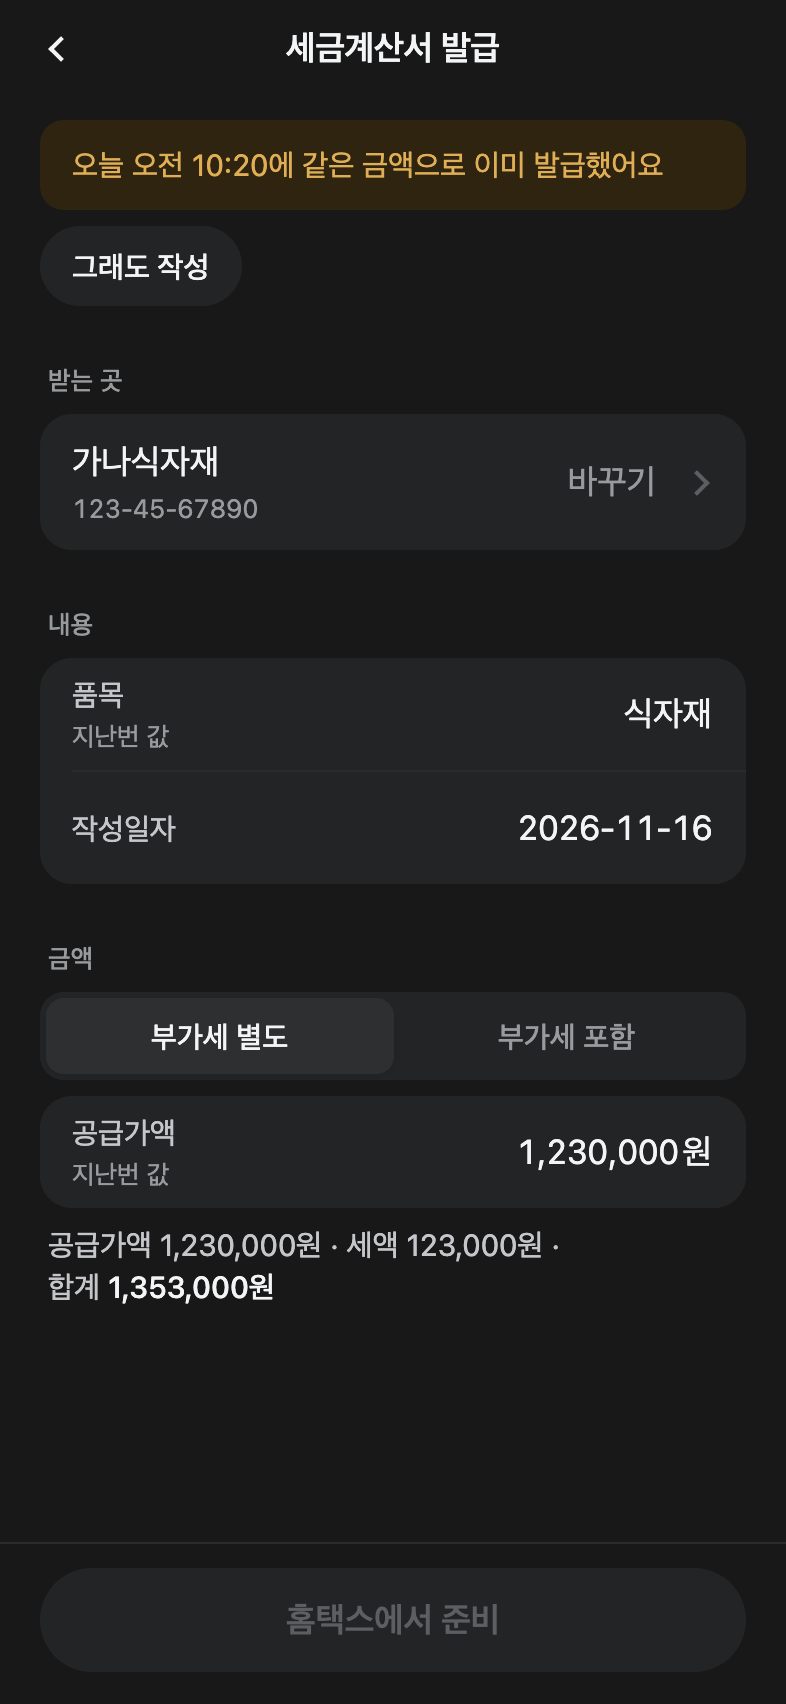 세금계산서 발급
오늘 오전 10:20에 같은 금액으로 이미 발급했어요
그래도 작성
받는 곳
가나식자재
123-45-67890
바꾸기
내용
품목
지난번 값
식자재
작성일자
2026-11-16
금액
부가세 별도
부가세 포함
공급가액
지난번 값
1,230,000원
공급가액 1,230,000원 · 세액 123,000원 ·
합계 1,353,000원
홈택스에서 준비